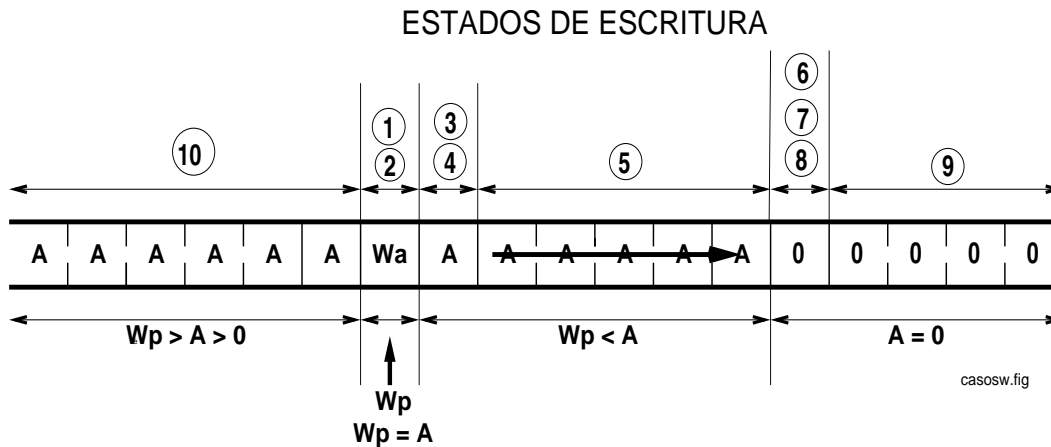 ESTADOS DE ESCRITURA
6
1 3 7
10 2 4 5 8 9
A A A A A A Wa A A A A A A 0 0 0 0 0
Wp > A > 0 Wp < A A = 0
casosw.fig
Wp
Wp = A